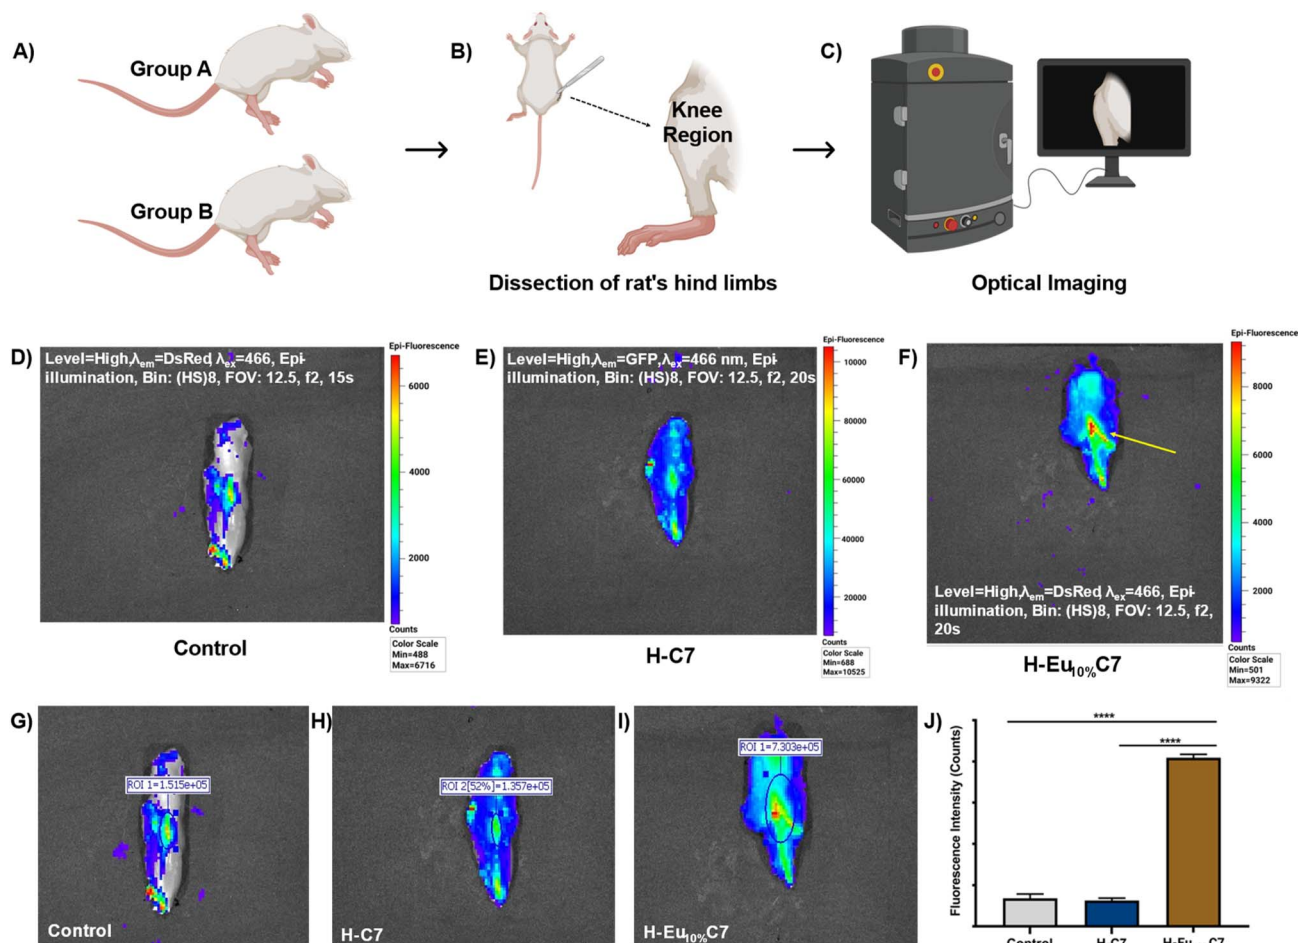 A)
Group A
Group B
B)
Knee
Region
C)
Dissection of rat's hind limbs
Optical Imaging
D)
Level=High,λem=DsRed, λex=466, Epi-
illumination, Bin: (HS)8, FOV: 12.5, f2, 15s
Epi-Fluorescence
6000
4000
2000
Counts
Color Scale
Min=488
Max=6716
Control
E)
Level=High,λem=GFP,λex=466 nm, Epi-
illumination, Bin: (HS)8, FOV: 12.5, f2, 20s
Epi-Fluorescence
10000
80000
60000
40000
20000
Counts
Color Scale
Min=688
Max=10525
H-C7
F)
Level=High,λem=DsRed, λex=466, Epi-
illumination, Bin: (HS)8, FOV: 12.5, f2,
20s
Epi-Fluorescence
8000
6000
4000
2000
Counts
Color Scale
Min=501
Max=9322
H-Eu10%C7
G)
ROI 1=1.515e+05
Control
H)
ROI 2[52%]=1.357e+05
H-C7
I)
ROI 1=7.303e+05
H-Eu10%C7
J)
Fluorescence Intensity (Counts)
****
****
Control
H-C7
H-Eu C7